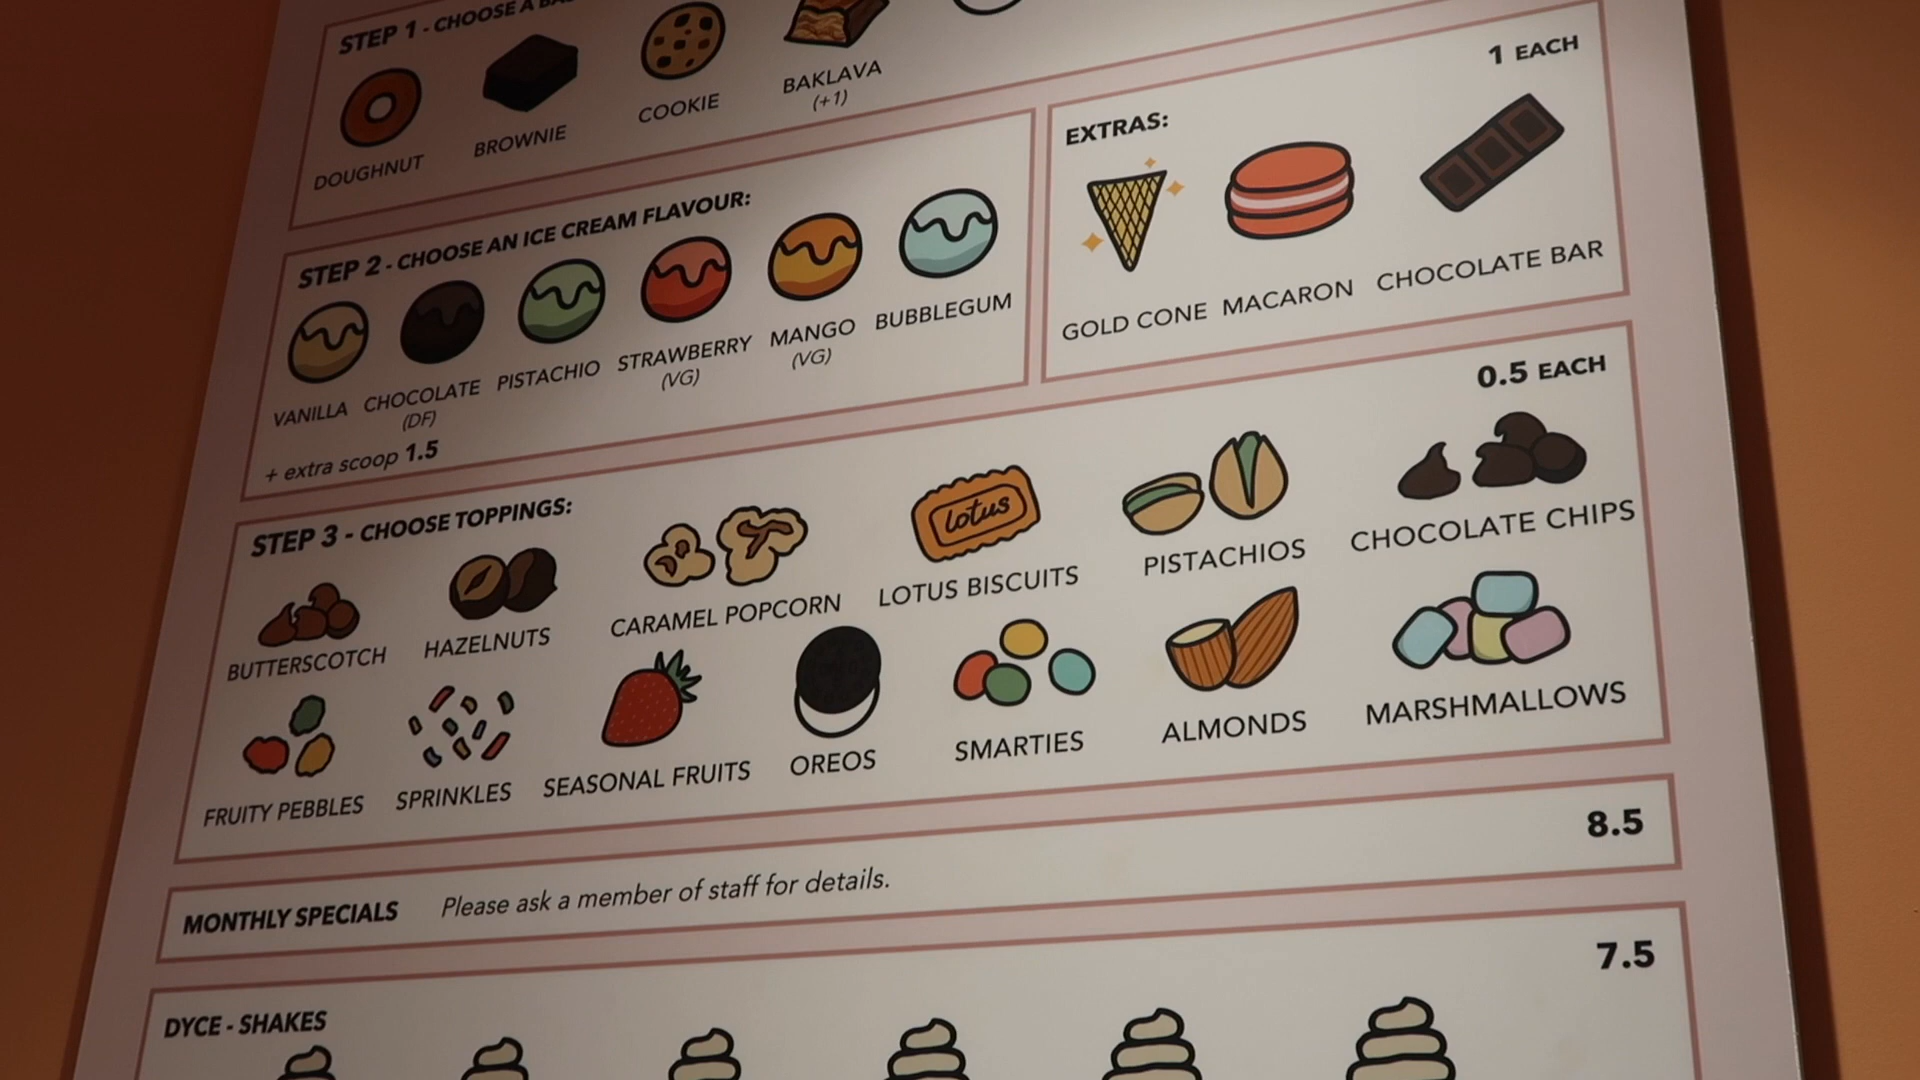 STEP 1 - CHOOSE A
DOUGHNUT
BROWNIE
COOKIE
BAKLAVA
(+1)
1 EACH
EXTRAS:
GOLD CONE
MACARON
CHOCOLATE BAR
STEP 2 - CHOOSE AN ICE CREAM FLAVOUR:
VANILLA
CHOCOLATE
(DF)
PISTACHIO
STRAWBERRY
(VG)
MANGO
(VG)
BUBBLEGUM
+ extra scoop 1.5
0.5 EACH
STEP 3 - CHOOSE TOPPINGS:
BUTTERSCOTCH
HAZELNUTS
CARAMEL POPCORN
lotus
LOTUS BISCUITS
PISTACHIOS
CHOCOLATE CHIPS
FRUITY PEBBLES
SPRINKLES
SEASONAL FRUITS
OREOS
SMARTIES
ALMONDS
MARSHMALLOWS
MONTHLY SPECIALS Please ask a member of staff for details. 8.5
DYCE - SHAKES 7.5